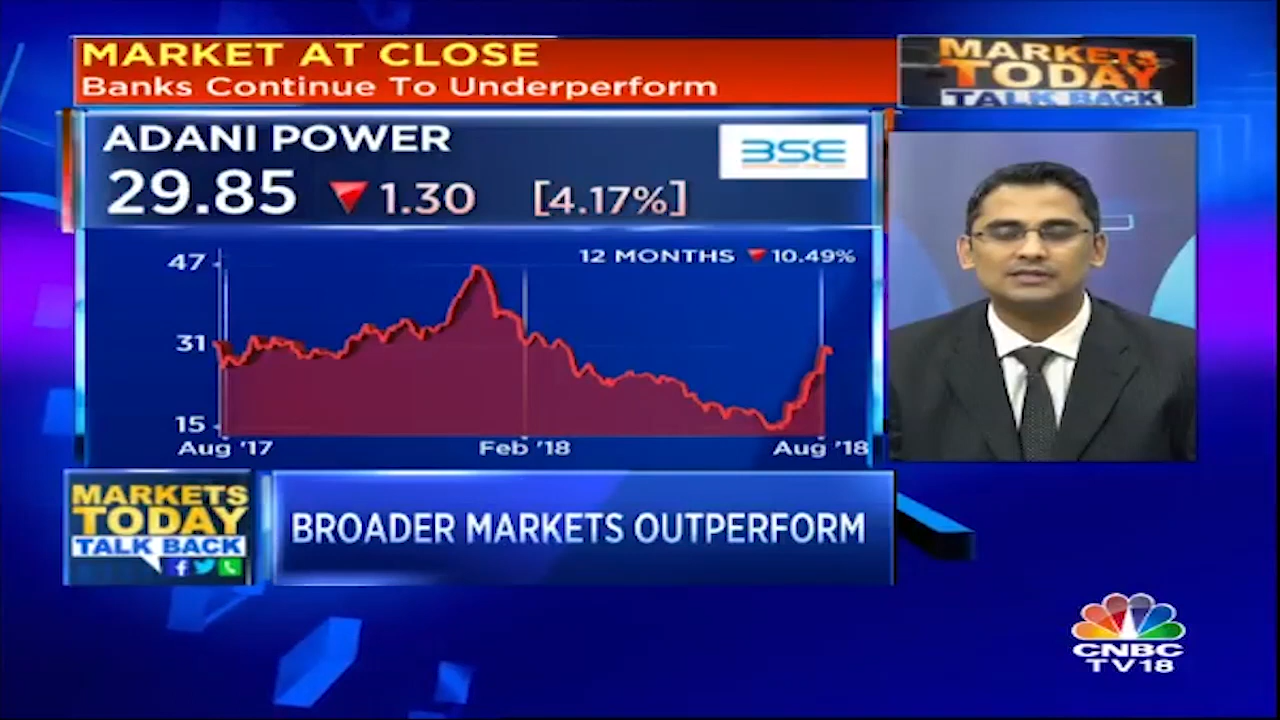 MARKET AT CLOSE
Banks Continue To Underperform
MARKETS
TODAY
TALK BACK
ADANI POWER
BSE
29.85 ▼ 1.30 [4.17%]
12 MONTHS ▼ 10.49%
47
31
15
Aug '17 Feb '18 Aug '18
MARKETS
TODAY
TALK BACK
BROADER MARKETS OUTPERFORM
CNBC
TV18